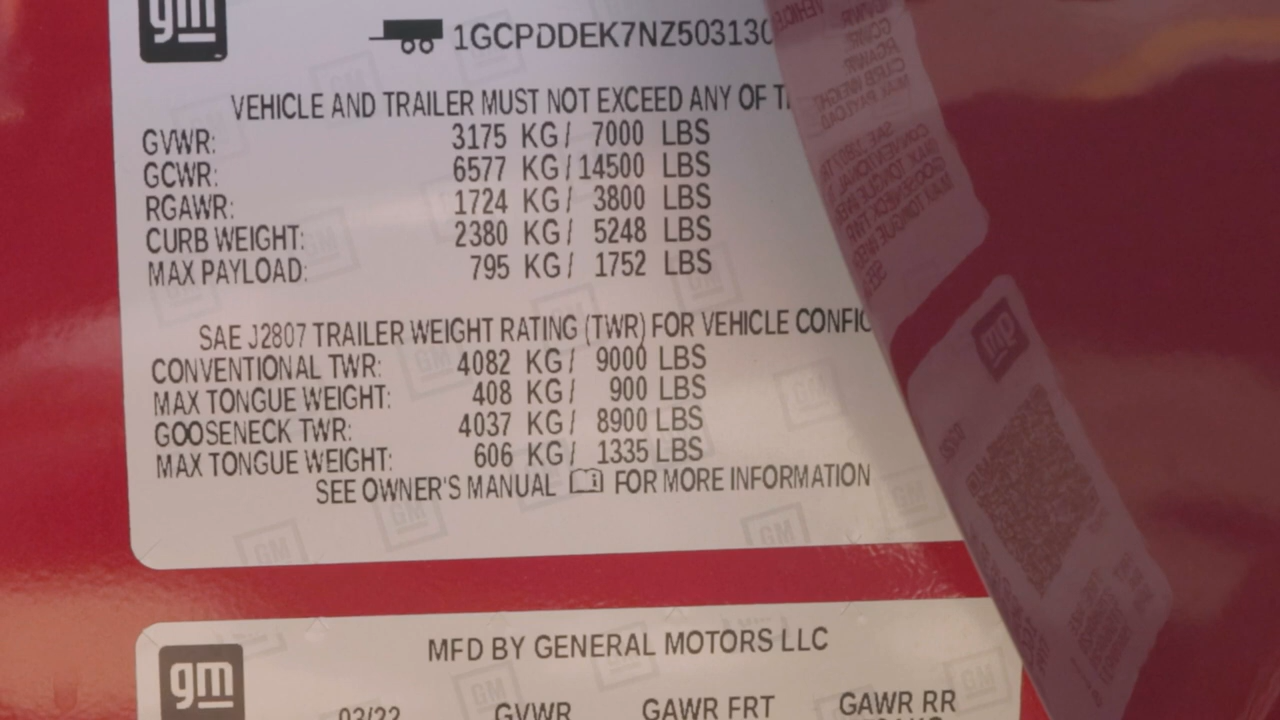 gm
1GCPDDEK7NZ503130
VEHICLE AND TRAILER MUST NOT EXCEED ANY OF
GVWR: 3175 KG/ 7000 LBS
GCWR: 6577 KG/ 14500 LBS
RGAWR: 1724 KG/ 3800 LBS
CURB WEIGHT: 2380 KG/ 5248 LBS
MAX PAYLOAD: 795 KG/ 1752 LBS
SAE J2807 TRAILER WEIGHT RATING (TWR) FOR VEHICLE CONFIG
CONVENTIONAL TWR: 4082 KG/ 9000 LBS
MAX TONGUE WEIGHT: 408 KG/ 900 LBS
GOOSENECK TWR: 4037 KG/ 8900 LBS
MAX TONGUE WEIGHT: 606 KG/ 1335 LBS
SEE OWNER'S MANUAL FOR MORE INFORMATION
MFD BY GENERAL MOTORS LLC
gm
03/22 GVWR GAWR FRT GAWR RR